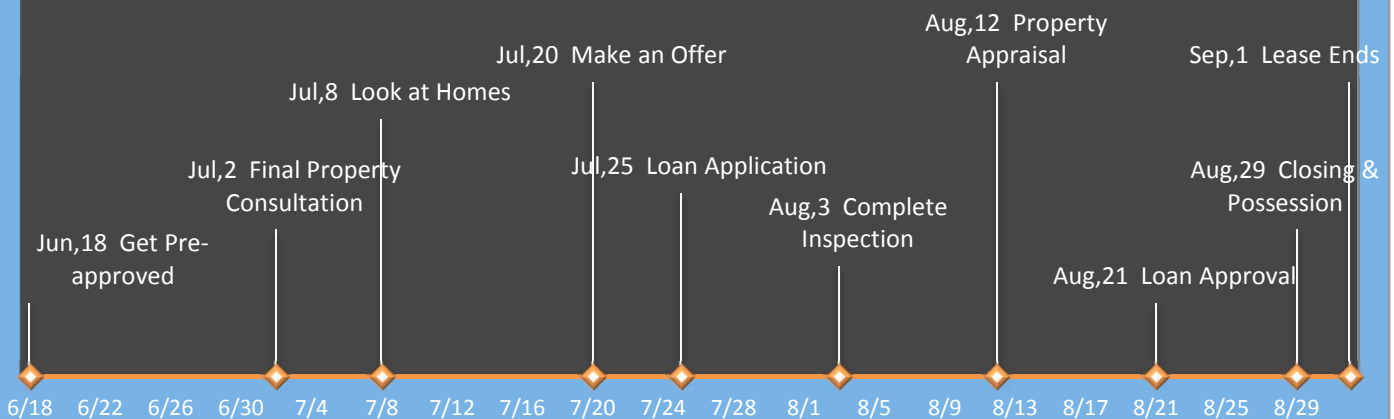 Jun,18 Get Pre-
approved
Jul,2 Final Property
Consultation
Jul,8 Look at Homes
Jul,20 Make an Offer
Jul,25 Loan Application
Aug,3 Complete
Inspection
Aug,12 Property
Appraisal
Aug,21 Loan Approval
Aug,29 Closing &
Possession
Sep,1 Lease Ends
6/18 6/22 6/26 6/30 7/4 7/8 7/12 7/16 7/20 7/24 7/28 8/1 8/5 8/9 8/13 8/17 8/21 8/25 8/29